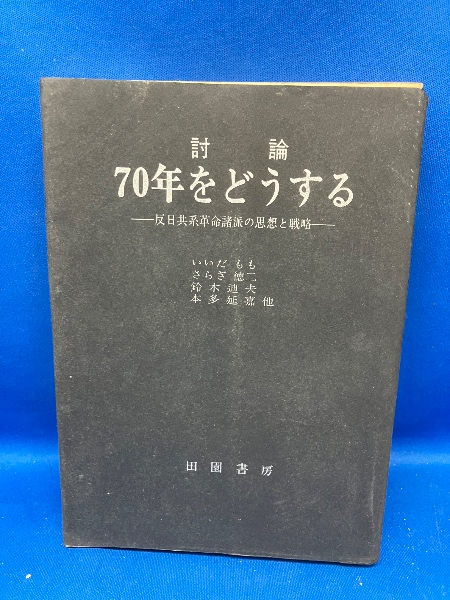 討論
70年をどうする
――反日共系革命諸派の思想と戦略――
いいだ もも
さらぎ 徳二
鈴木迪夫
本多延嘉他
田園書房